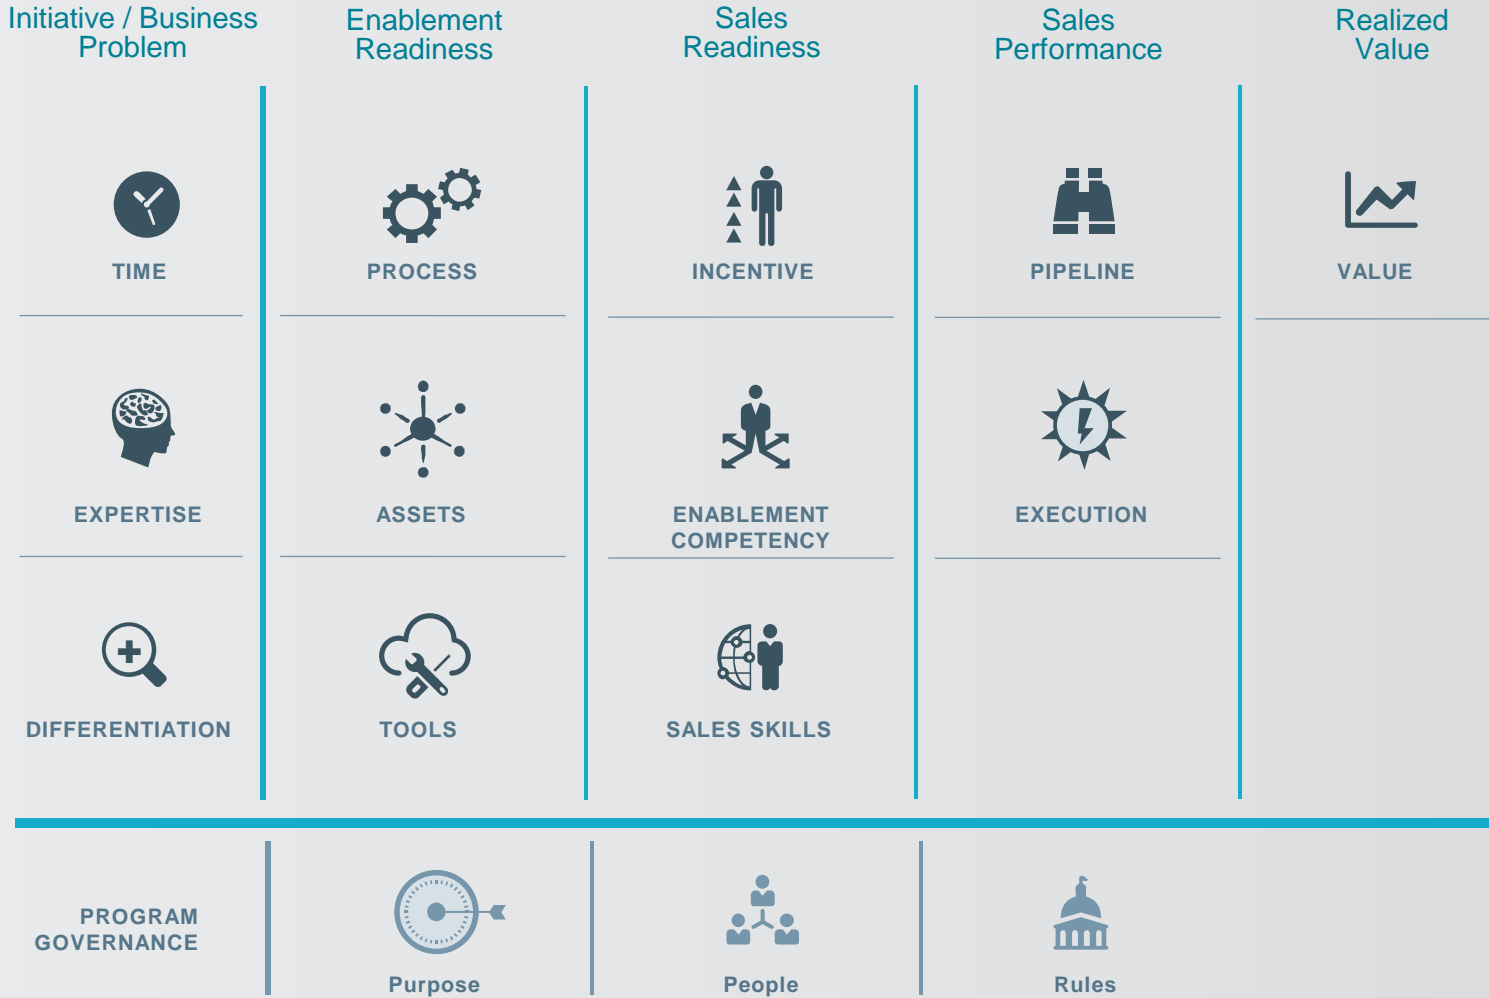 Initiative / Business
Problem
Enablement
Readiness
Sales
Readiness
Sales
Performance
Realized
Value
TIME
PROCESS
INCENTIVE
PIPELINE
VALUE
EXPERTISE
ASSETS
ENABLEMENT
COMPETENCY
EXECUTION
DIFFERENTIATION
TOOLS
SALES SKILLS
PROGRAM
GOVERNANCE
Purpose
People
Rules